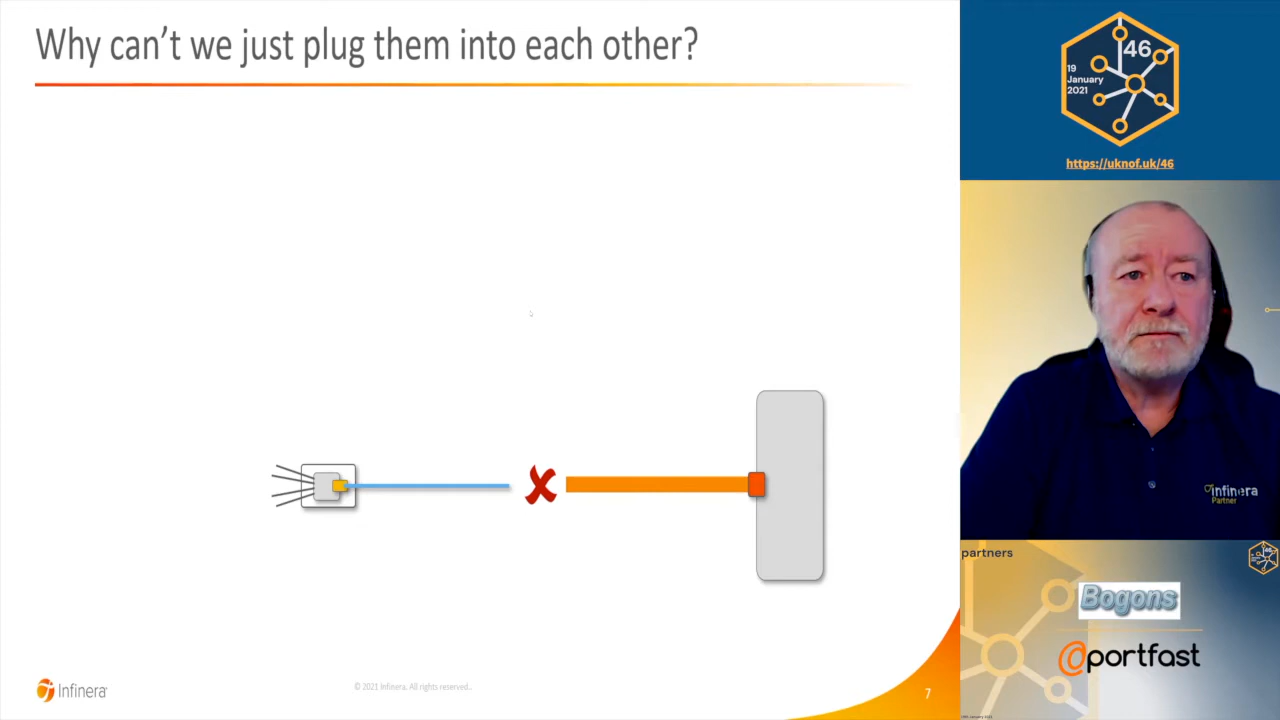 Why can't we just plug them into each other?
Infinera
© 2021 Infinera. All rights reserved..
7
46
19
January
2021
https://uknof.uk/46
infinera
Partner
partners
46
Bogons
@portfast